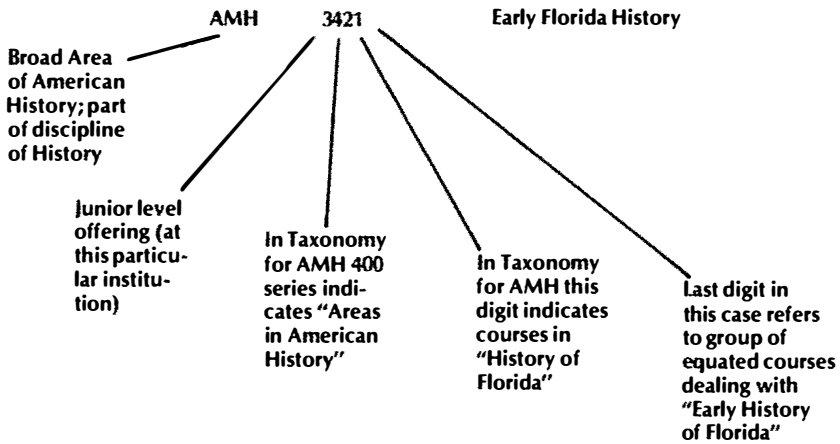 AMH 3421 Early Florida History
Broad Area
of American
History; part
of discipline
of History
Junior level
offering (at
this particu-
lar institu-
tion)
In Taxonomy
for AMH 400
series indi-
cates "Areas
in American
History"
In Taxonomy
for AMH this
digit indicates
courses in
"History of
Florida"
Last digit in
this case refers
to group of
equated courses
dealing with
"Early History
of Florida"